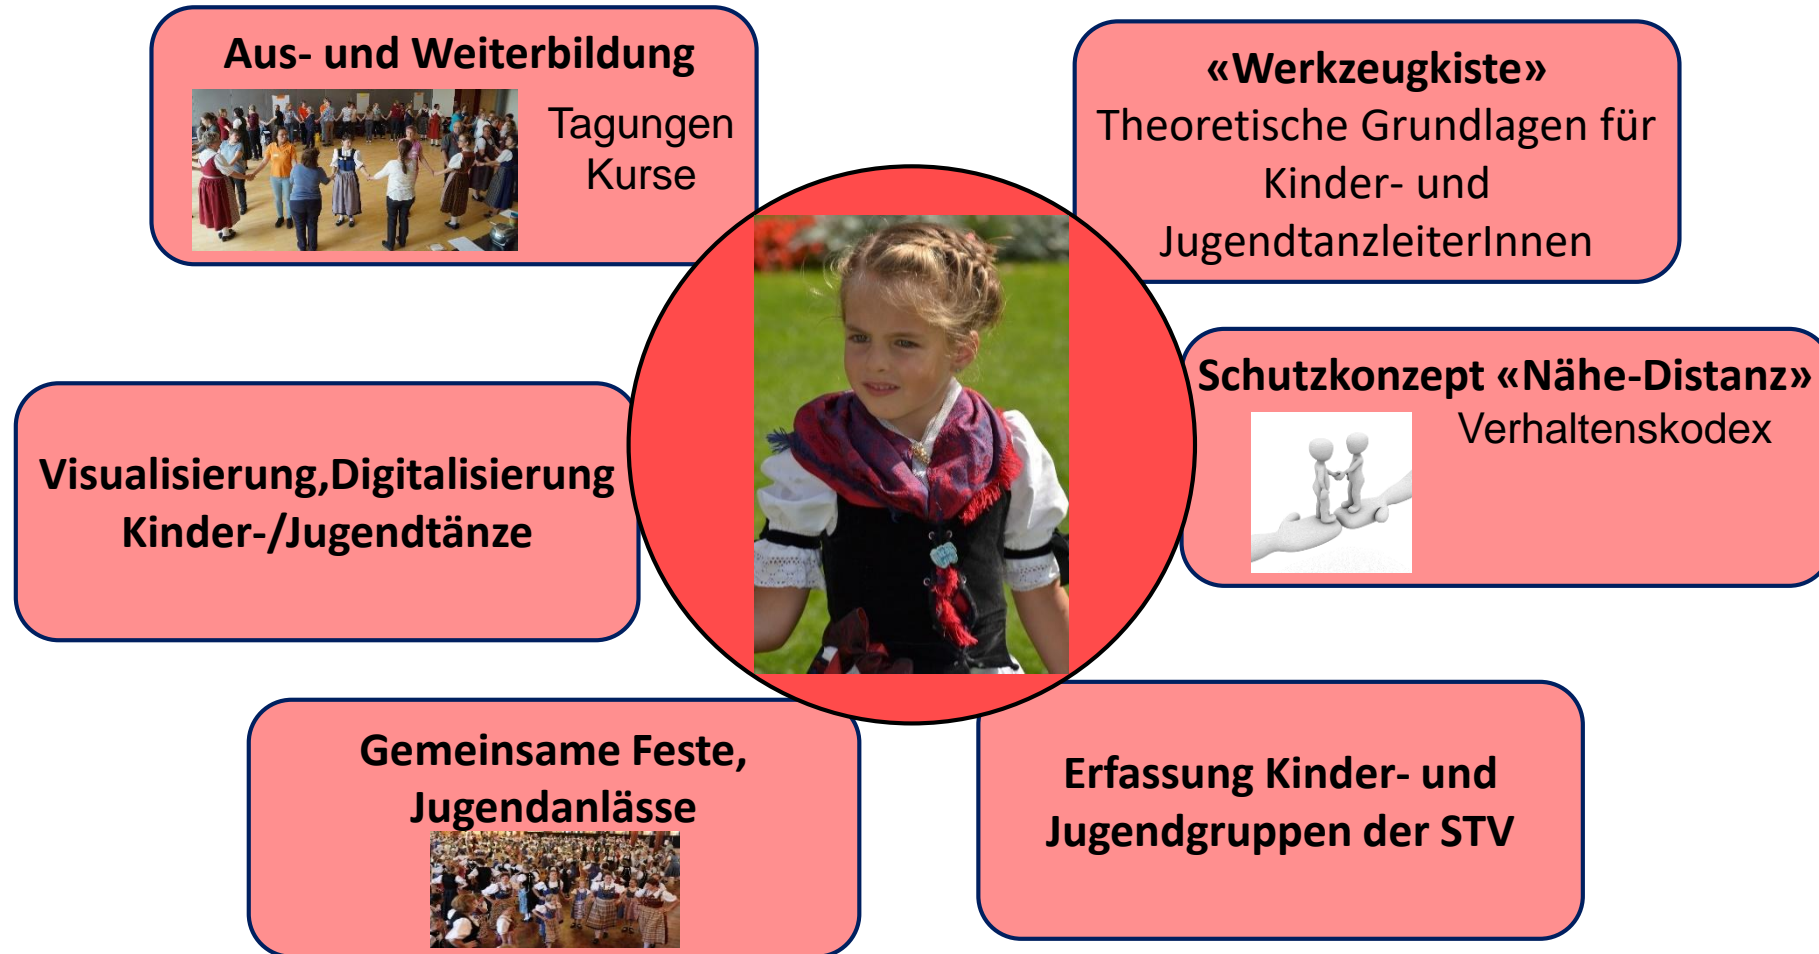 Aus- und Weiterbildung
Tagungen
Kurse
«Werkzeugkiste»
Theoretische Grundlagen für
Kinder- und
JugendtanzleiterInnen
Schutzkonzept «Nähe-Distanz»
Verhaltenskodex
Visualisierung,Digitalisierung
Kinder-/Jugendtänze
Gemeinsame Feste,
Jugendanlässe
Erfassung Kinder- und
Jugendgruppen der STV